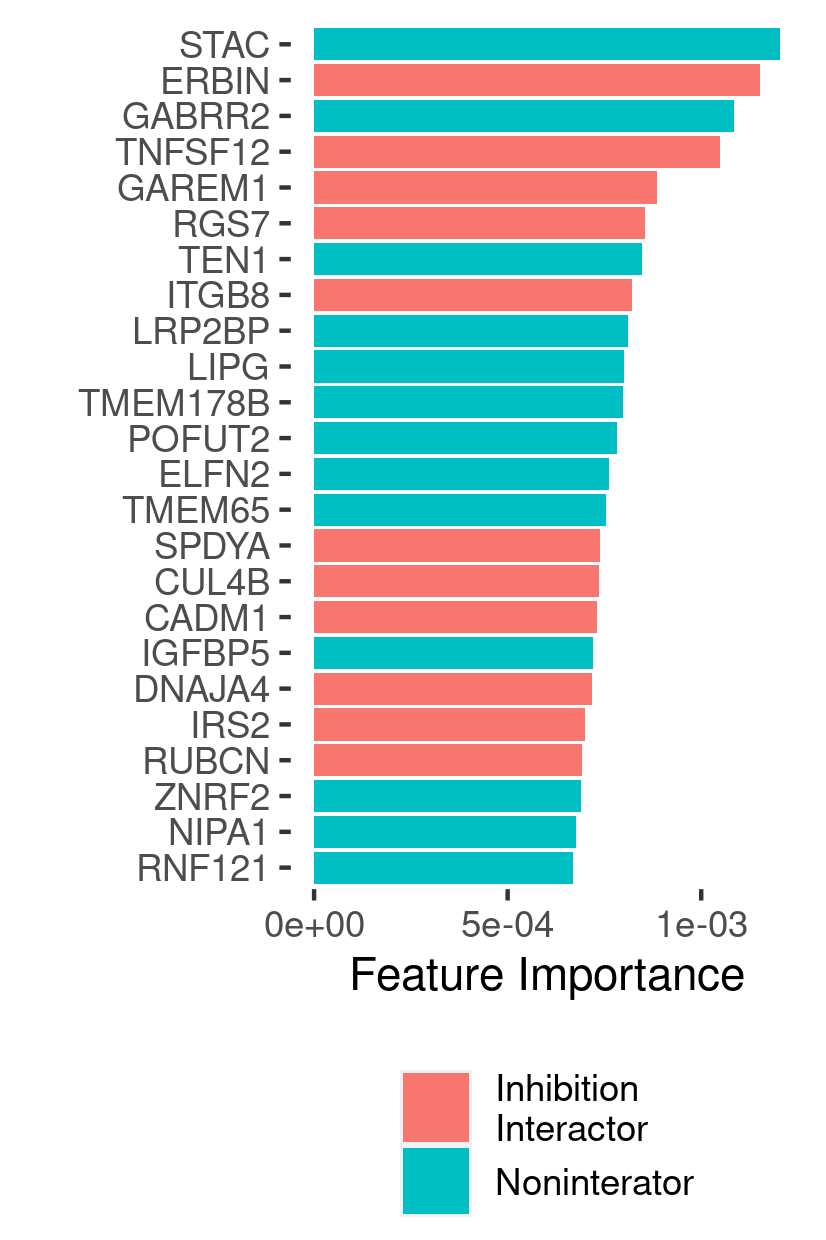 STAC
ERBIN
GABRR2
TNFSF12
GAREM1
RGS7
TEN1
ITGB8
LRP2BP
LIPG
TMEM178B
POFUT2
ELFN2
TMEM65
SPDYA
CUL4B
CADM1
IGFBP5
DNAJA4
IRS2
RUBCN
ZNRF2
NIPA1
RNF121
0e+00 5e-04 1e-03
Feature Importance
Inhibition
Interactor
Noninterator